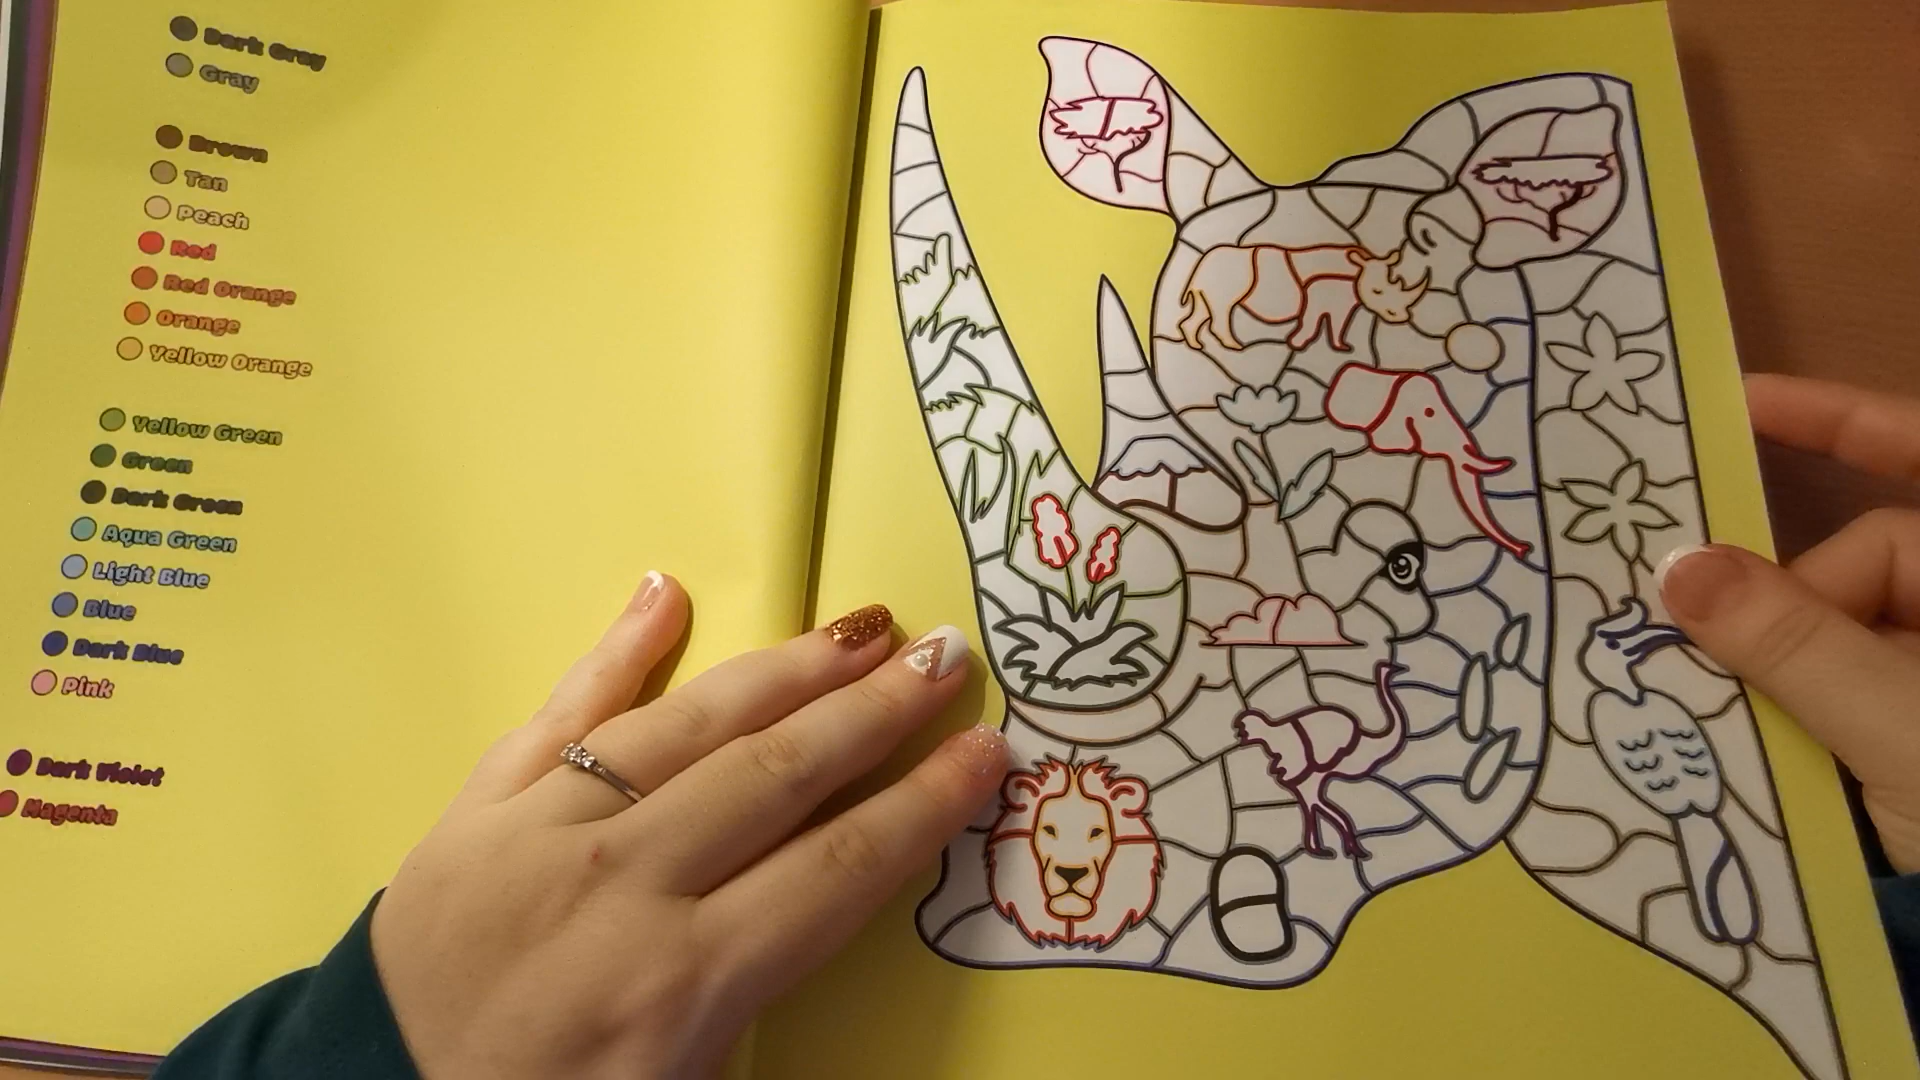 Dark Gray
Gray
Brown
Tan
Peach
Red
Red Orange
Orange
Yellow Orange
Yellow Green
Green
Dark Green
Aqua Green
Light Blue
Blue
Dark Blue
Pink
Dark Violet
Magenta